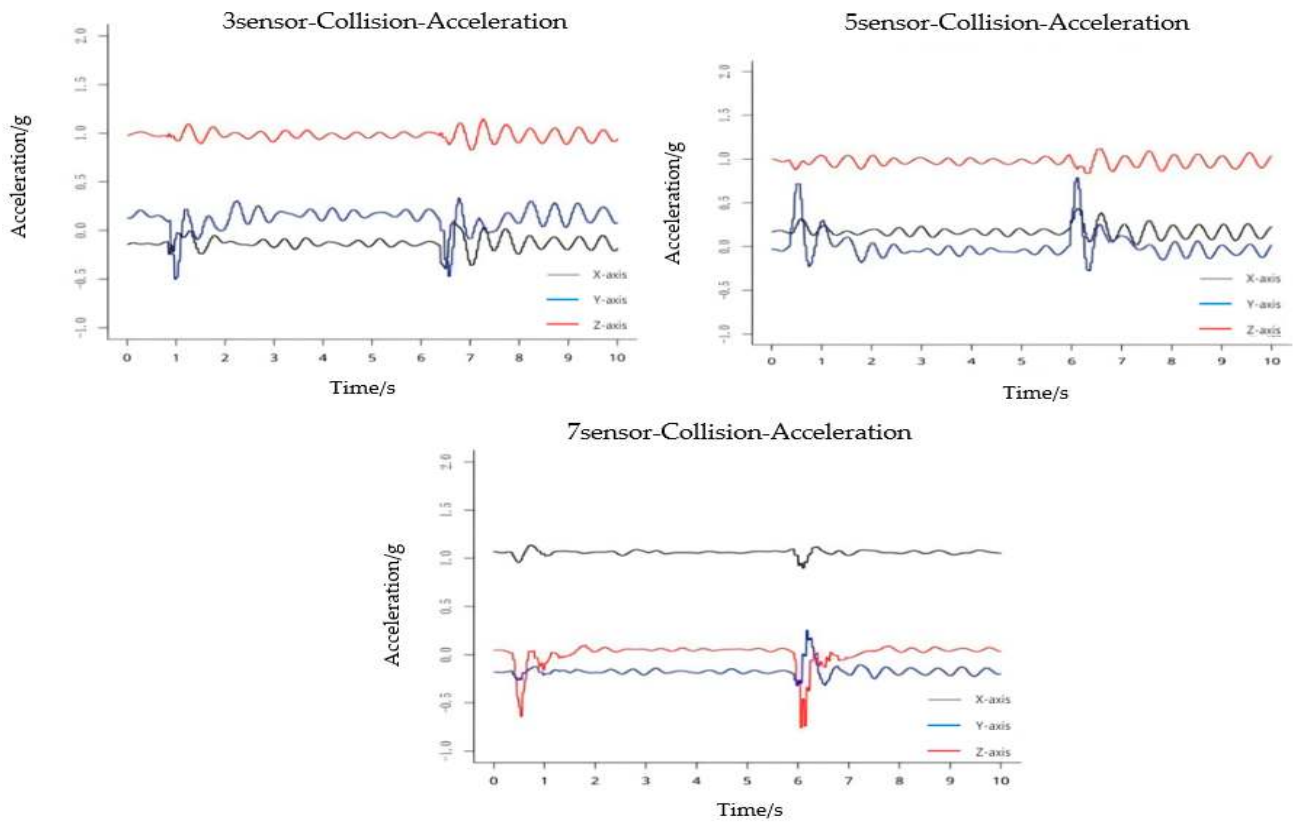 3sensor-Collision-Acceleration
Acceleration/g
2.0
1.5
1.0
0.5
0.0
-0.5
-1.0
X-axis
Y-axis
Z-axis
0 1 2 3 4 5 6 7 8 9 10
Time/s
5sensor-Collision-Acceleration
Acceleration/g
2.0
1.5
1.0
0.5
0.0
-0.5
-1.0
X-axis
Y-axis
Z-axis
0 1 2 3 4 5 6 7 8 9 10
Time/s
7sensor-Collision-Acceleration
Acceleration/g
2.0
1.5
1.0
0.5
0.0
-0.5
-1.0
X-axis
Y-axis
Z-axis
0 1 2 3 4 5 6 7 8 9 10
Time/s